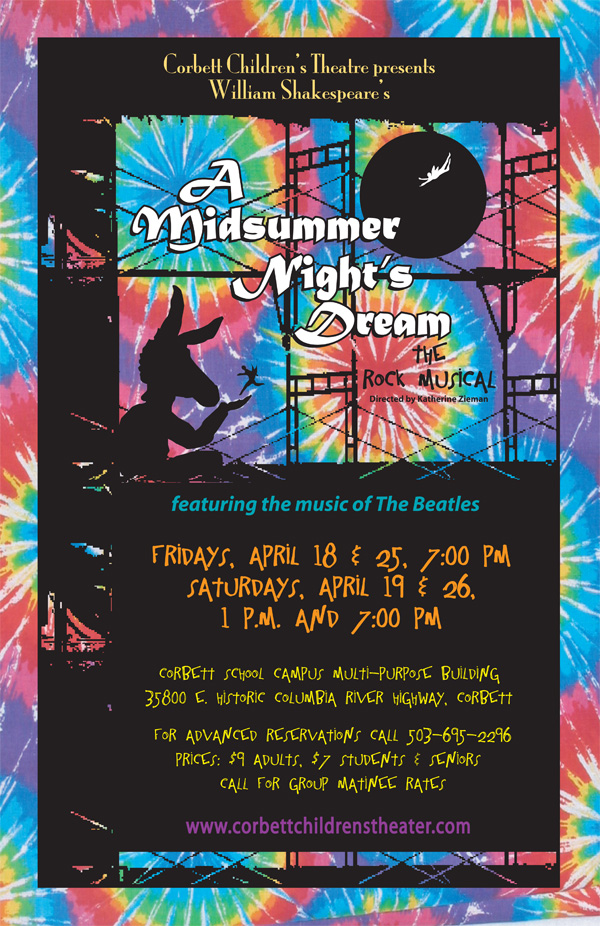 Corbett Children's Theatre presents
William Shakespeare's
A
Midsummer
Night's
Dream
THE
ROCK MUSICAL
Directed by Katherine Zieman
featuring the music of The Beatles
FRIDAYS, APRIL 18 & 25, 7:00 PM
SATURDAYS, APRIL 19 & 26,
1 P.M. AND 7:00 PM
CORBETT SCHOOL CAMPUS MULTI-PURPOSE BUILDING
35800 E. HISTORIC COLUMBIA RIVER HIGHWAY, CORBETT
FOR ADVANCED RESERVATIONS CALL 503-695-2296
PRICES: $9 ADULTS, $7 STUDENTS & SENIORS
CALL FOR GROUP MATINEE RATES
www.corbettchildrenstheater.com